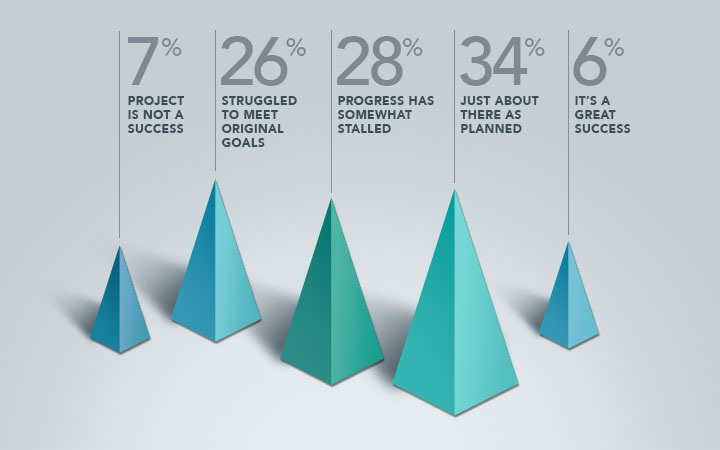 7%
PROJECT
IS NOT A
SUCCESS
26%
STRUGGLED
TO MEET
ORIGINAL
GOALS
28%
PROGRESS HAS
SOMEWHAT
STALLED
34%
JUST ABOUT
THERE AS
PLANNED
6%
IT'S A
GREAT
SUCCESS